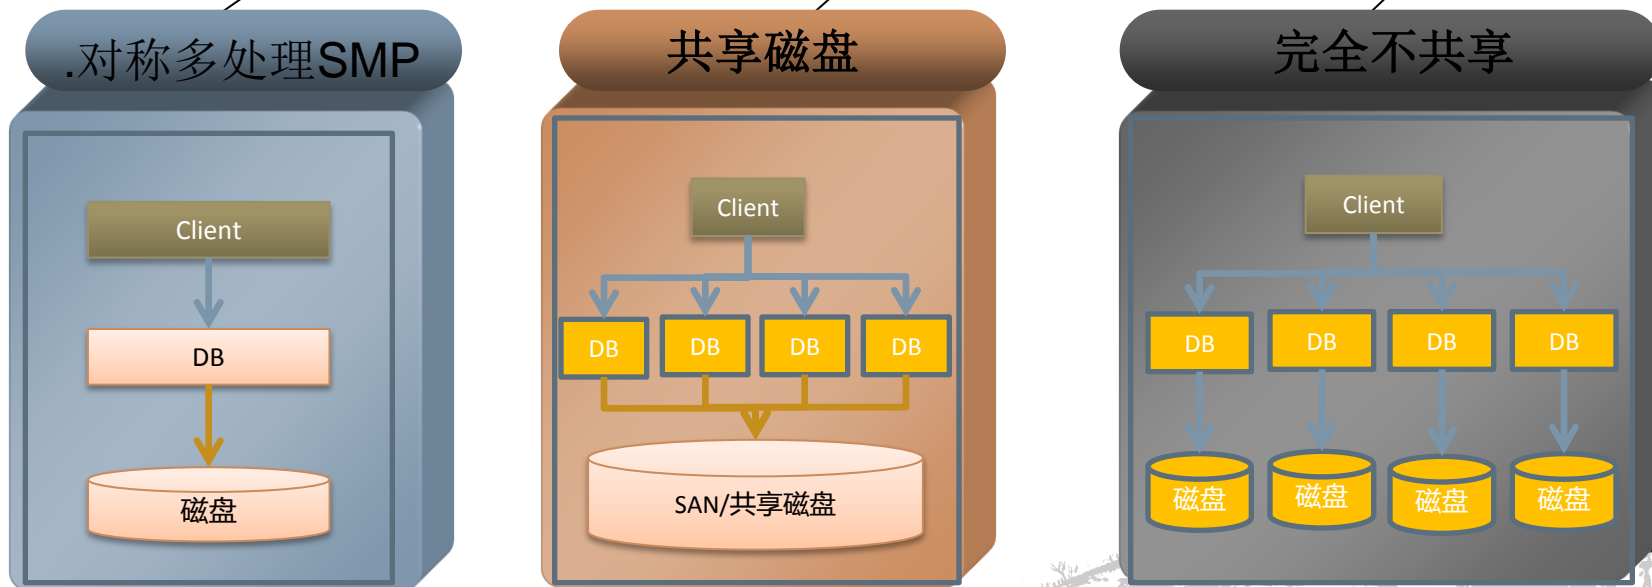 .对称多处理SMP
Client
DB
磁盘
共享磁盘
Client
DB DB DB DB
SAN/共享磁盘
完全不共享
Client
DB DB DB DB
磁盘 磁盘 磁盘 磁盘